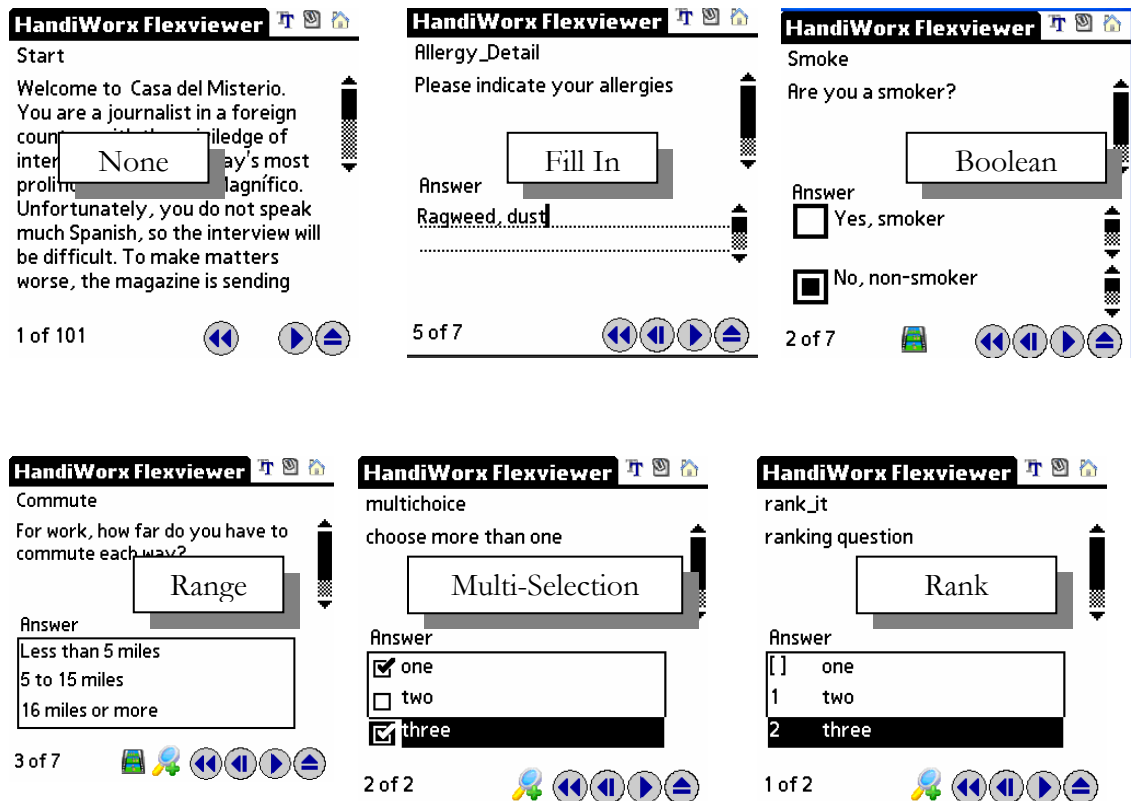 HandiWorx Flexviewer
Start
Welcome to Casa del Misterio.
You are a journalist in a foreign
None
Unfortunately, you do not speak
much Spanish, so the interview will
be difficult. To make matters
worse, the magazine is sending
1 of 101
HandiWorx Flexviewer
Allergy_Detail
Please indicate your allergies
Fill In
Answer
Ragweed, dust
5 of 7
HandiWorx Flexviewer
Smoke
Are you a smoker?
Boolean
Answer
Yes, smoker
No, non-smoker
2 of 7
HandiWorx Flexviewer
Commute
For work, how far do you have to
commute each way?
Range
Answer
Less than 5 miles
5 to 15 miles
16 miles or more
3 of 7
HandiWorx Flexviewer
multichoice
choose more than one
Multi-Selection
Answer
one
two
three
2 of 2
HandiWorx Flexviewer
rank_it
ranking question
Rank
Answer
[ ] one
1 two
2 three
1 of 2